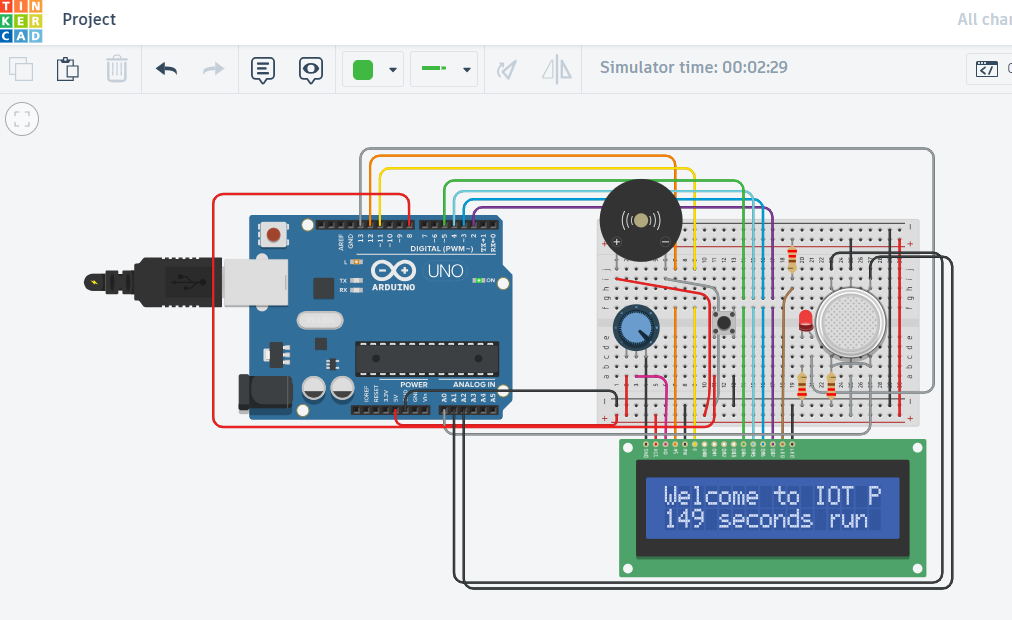 TIN
KER
CAD
Project
All char
Simulator time: 00:02:29
AREF
GND
13
12
~11
~10
~9
8
7
~6
~5
4
~3
2
TX→1
RX←0
DIGITAL (PWM~)
L
TX
RX
UNO
ON
ARDUINO
POWER
ANALOG IN
IOREF
RESET
3.3V
5V
GND
Vin
A0
A1
A2
A3
A4
A5
Welcome to IOT P
149 seconds run